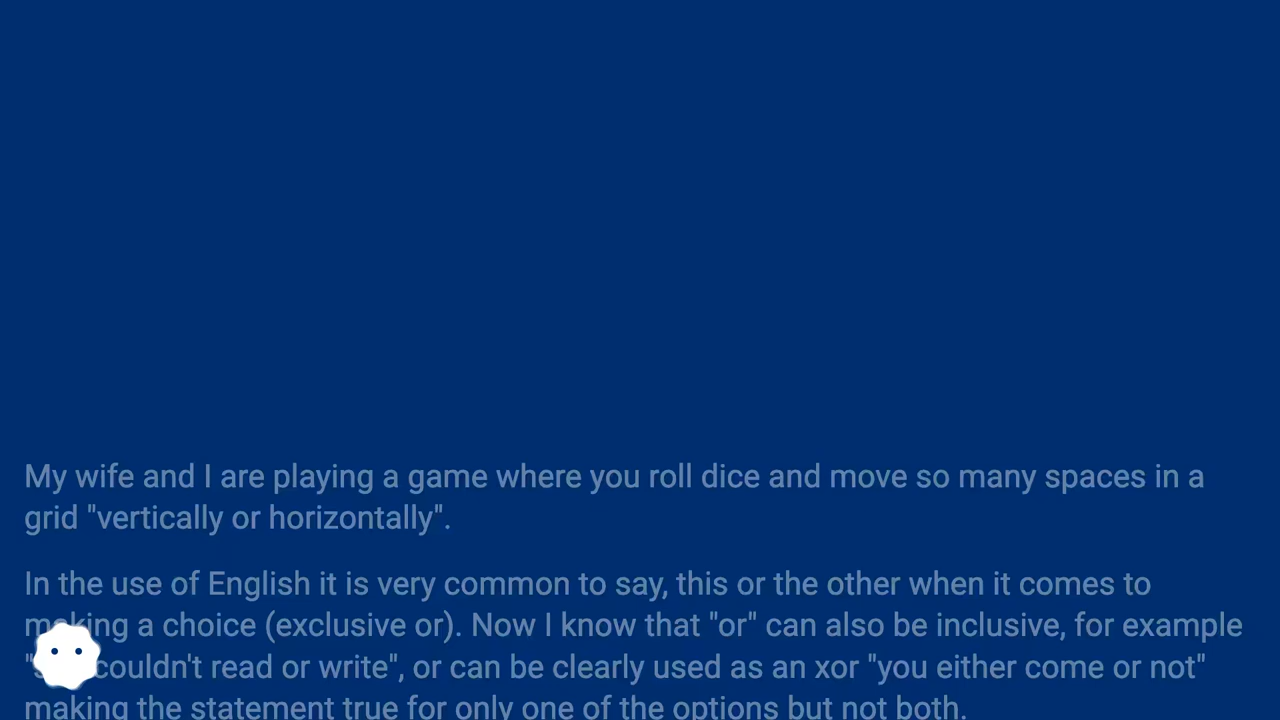 My wife and I are playing a game where you roll dice and move so many spaces in a
grid "vertically or horizontally".
In the use of English it is very common to say, this or the other when it comes to
making a choice (exclusive or). Now I know that "or" can also be inclusive, for example
couldn't read or write", or can be clearly used as an xor "you either come or not"
making the statement true for only one of the options but not both.